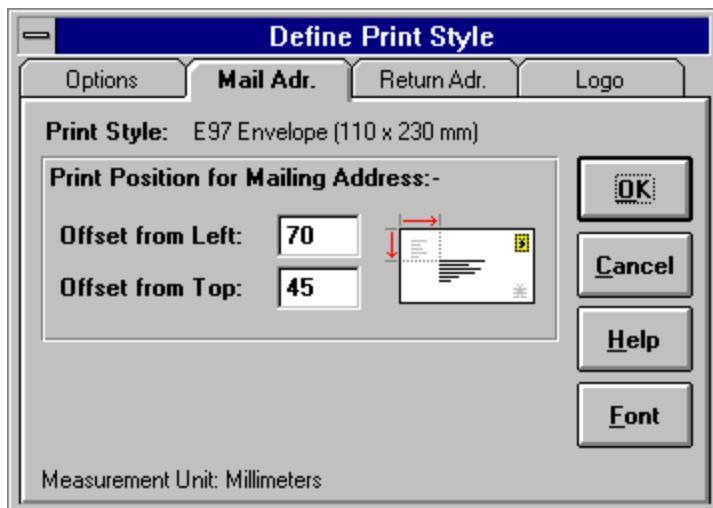 Define Print Style
Options Mail Adr. Return Adr. Logo
Print Style: E97 Envelope (110 x 230 mm)
Print Position for Mailing Address:-
Offset from Left: 70
Offset from Top: 45
OK
Cancel
Help
Font
Measurement Unit: Millimeters